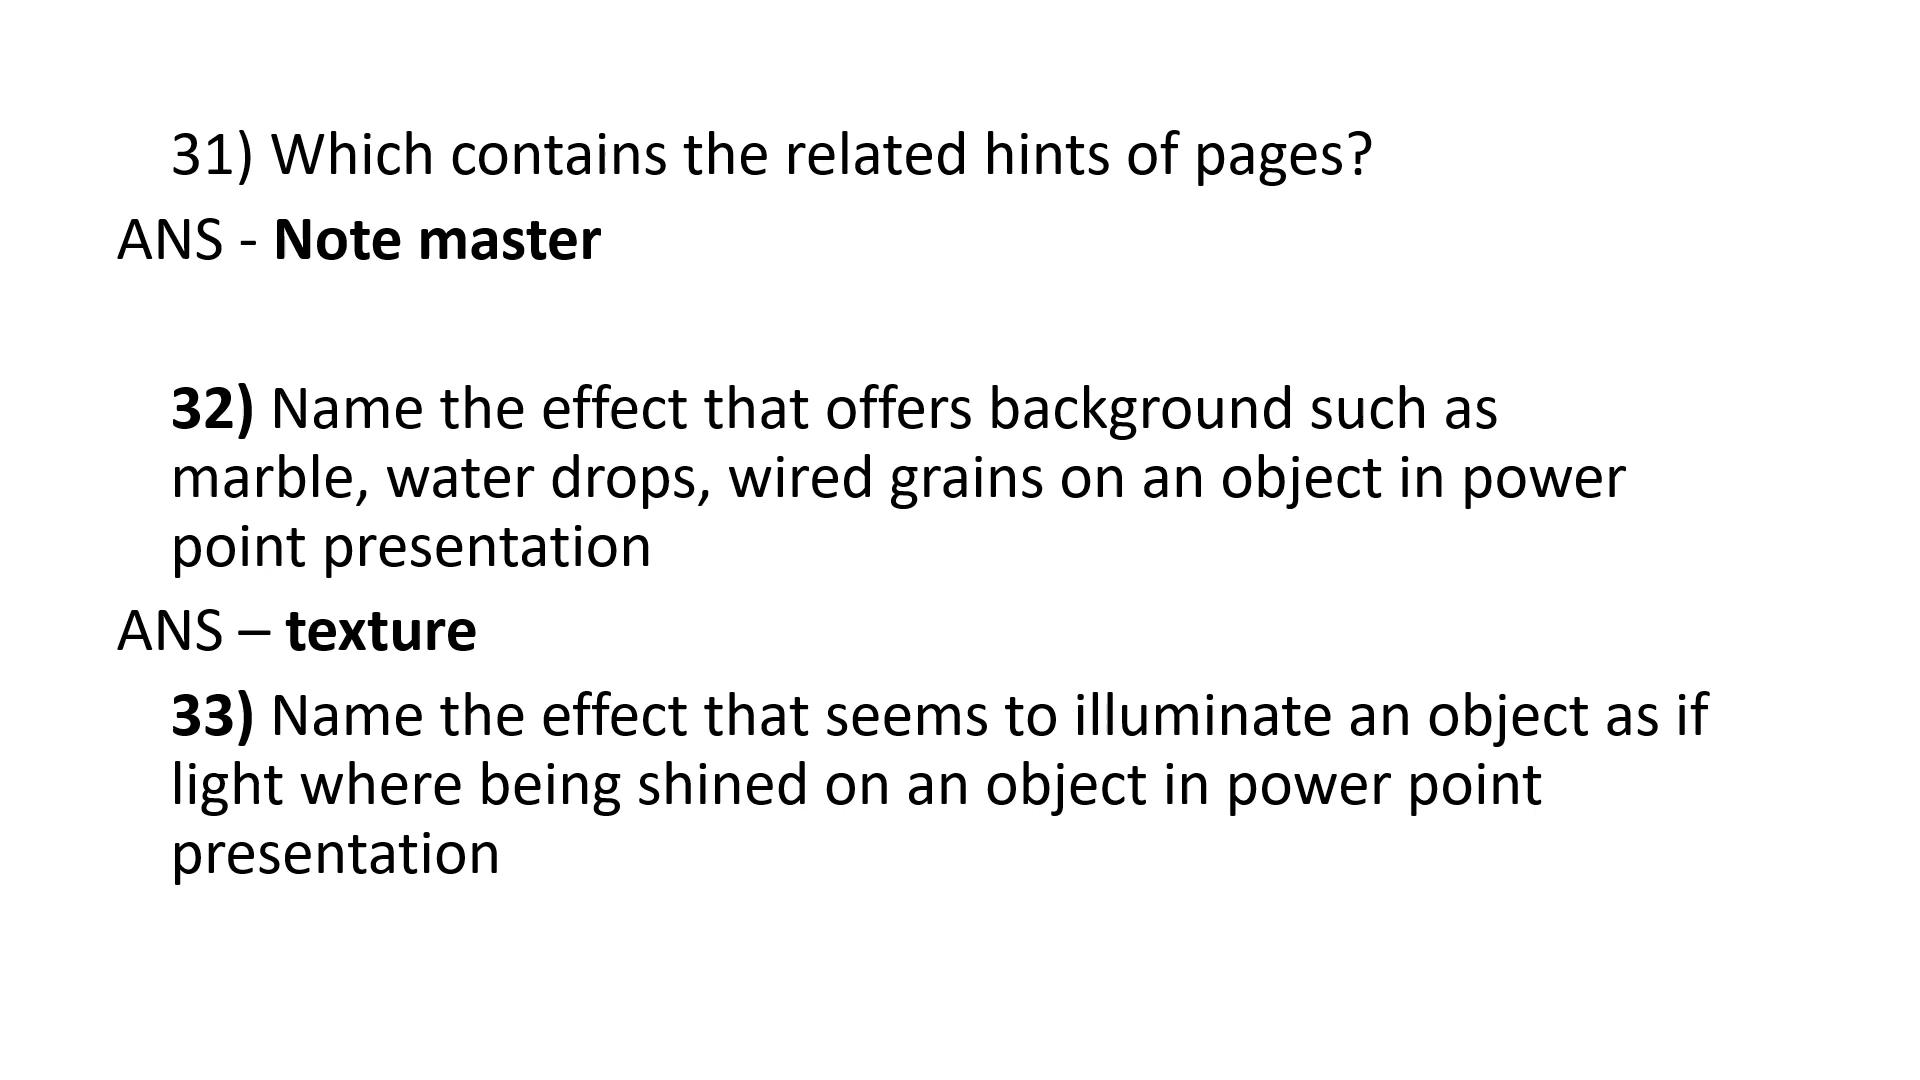 31) Which contains the related hints of pages?
ANS - Note master
32) Name the effect that offers background such as
marble, water drops, wired grains on an object in power
point presentation
ANS – texture
33) Name the effect that seems to illuminate an object as if
light where being shined on an object in power point
presentation